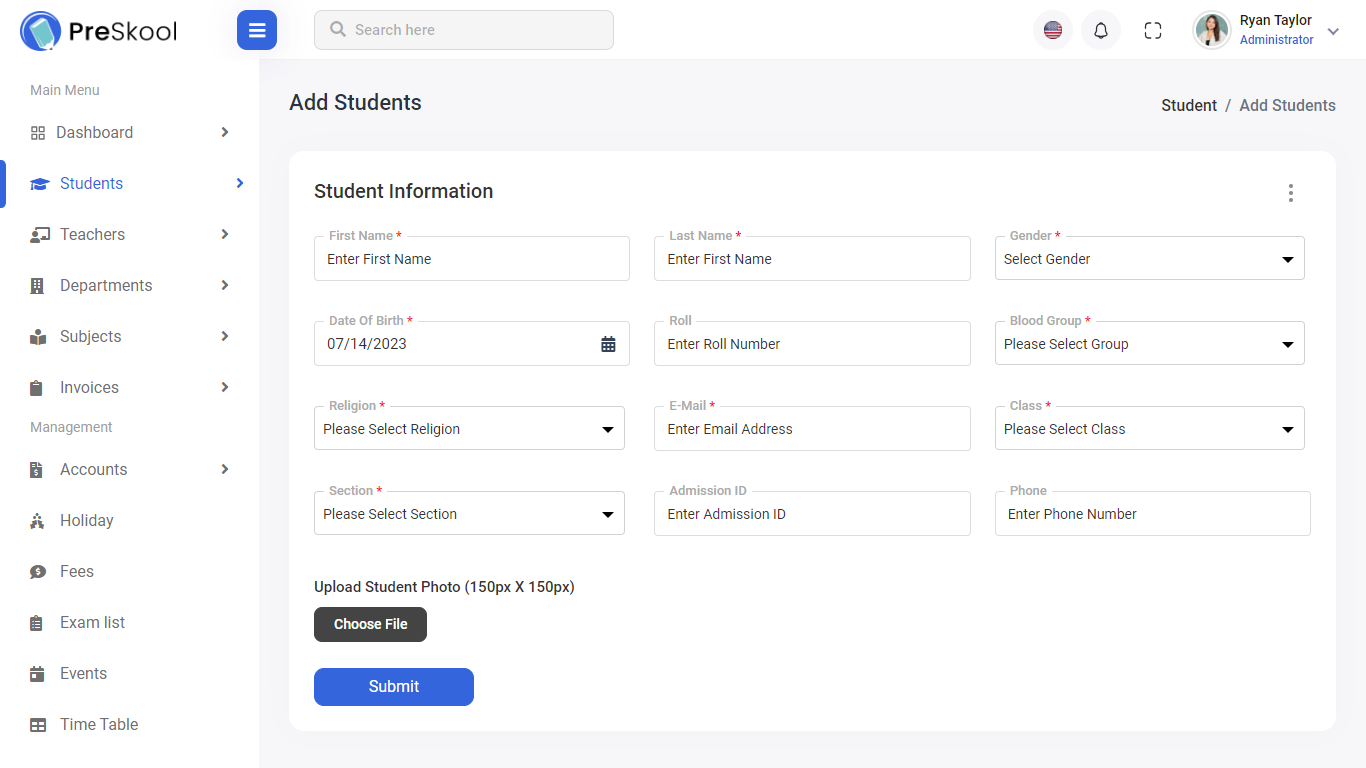 PreSkool
Search here
Ryan Taylor
Administrator
Main Menu
Dashboard
Students
Teachers
Departments
Subjects
Invoices
Management
Accounts
Holiday
Fees
Exam list
Events
Time Table
Add Students
Student / Add Students
Student Information
First Name *
Enter First Name
Last Name *
Enter First Name
Gender *
Select Gender
Date Of Birth *
07/14/2023
Roll
Enter Roll Number
Blood Group *
Please Select Group
Religion *
Please Select Religion
E-Mail *
Enter Email Address
Class *
Please Select Class
Section *
Please Select Section
Admission ID
Enter Admission ID
Phone
Enter Phone Number
Upload Student Photo (150px X 150px)
Choose File
Submit